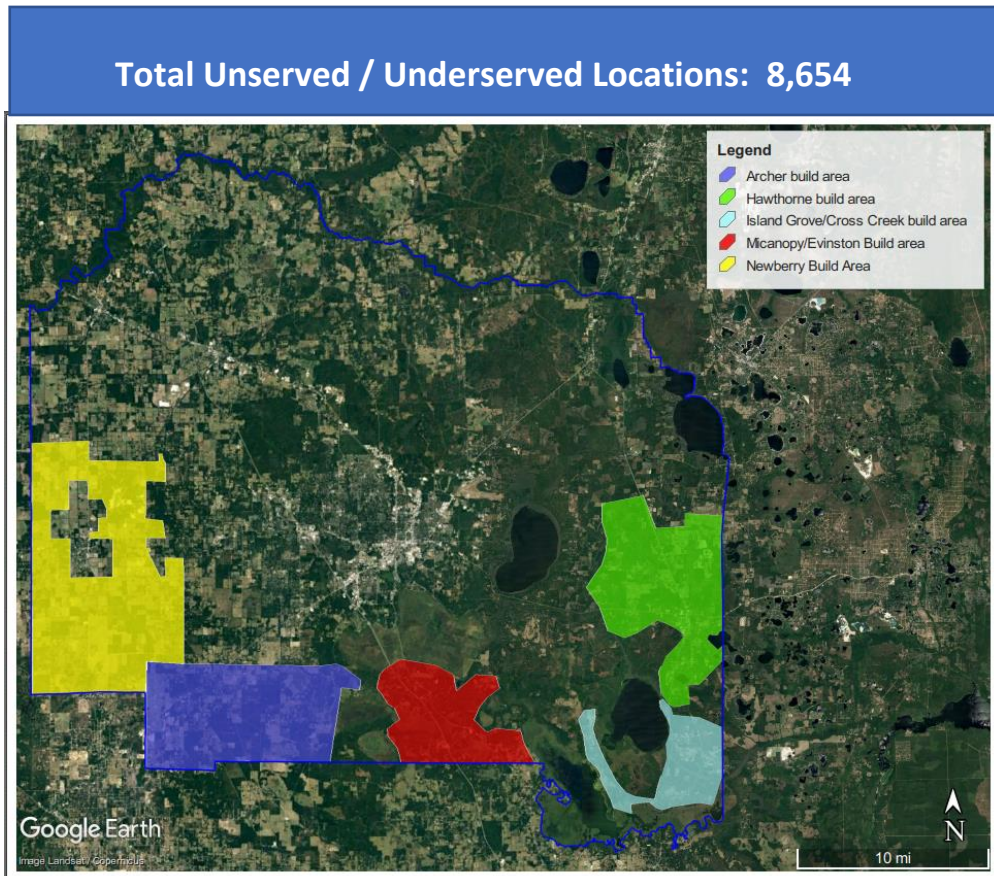 Total Unserved / Underserved Locations: 8,654
Legend
Archer build area
Hawthorne build area
Island Grove/Cross Creek build area
Micanopy/Evinston Build area
Newberry Build Area
Google Earth
Image Landsat / Copernicus
N
10 mi